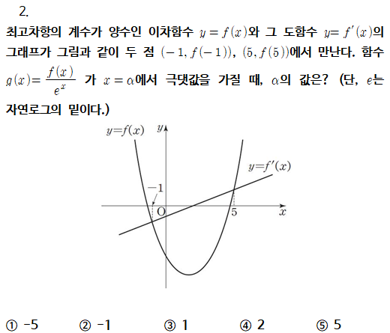 2.
최고차항의 계수가 양수인 이차함수 y = f(x)와 그 도함수 y = f'(x)의
그래프가 그림과 같이 두 점 (-1, f(-1)), (5, f(5))에서 만난다. 함수
g(x) = f(x)/e^x 가 x = α에서 극댓값을 가질 때, α의 값은? (단, e는
자연로그의 밑이다.)
y=f(x) y
y=f'(x)
-1
O 5 x
① -5 ② -1 ③ 1 ④ 2 ⑤ 5